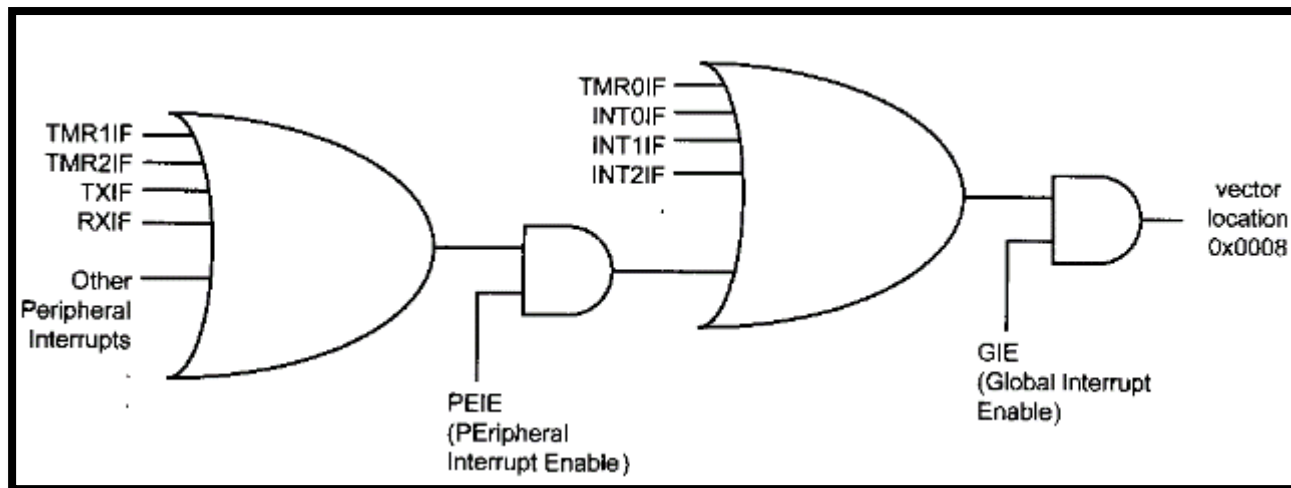 TMR1IF
TMR2IF
TXIF
RXIF
Other
Peripheral
Interrupts
PEIE
(PEripheral
Interrupt Enable)
TMR0IF
INT0IF
INT1IF
INT2IF
GIE
(Global Interrupt
Enable)
vector
location
0x0008